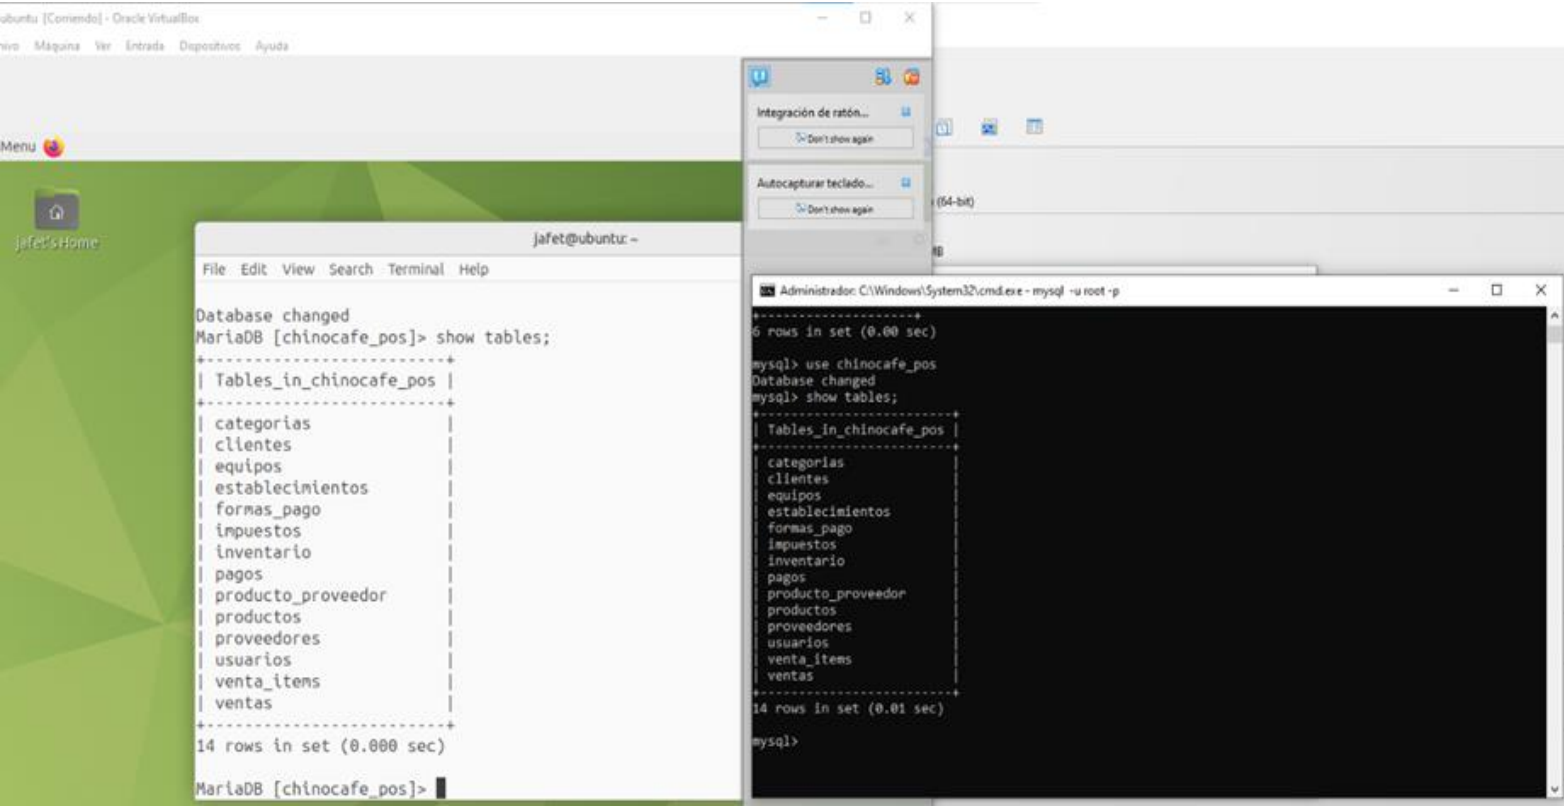 ubuntu [Corriendo] - Oracle VirtualBox
Máquina Ver Entrada Dispositivos Ayuda
Menu
jafet's Home
jafet@ubuntu: ~
File Edit View Search Terminal Help
Database changed
MariaDB [chinocafe_pos]> show tables;
+-------------------------+
| Tables_in_chinocafe_pos |
+-------------------------+
| categorias |
| clientes |
| equipos |
| establecimientos |
| formas_pago |
| impuestos |
| inventario |
| pagos |
| producto_proveedor |
| productos |
| proveedores |
| usuarios |
| venta_items |
| ventas |
+-------------------------+
14 rows in set (0.000 sec)
MariaDB [chinocafe_pos]>
Integración de ratón...
Don't show again
Autocapturar teclado...
Don't show again
(64-bit)
MB
Administrador: C:\Windows\System32\cmd.exe - mysql -u root -p
+--------------------+
6 rows in set (0.00 sec)
mysql> use chinocafe_pos
Database changed
mysql> show tables;
+-------------------------+
| Tables_in_chinocafe_pos |
+-------------------------+
| categorias |
| clientes |
| equipos |
| establecimientos |
| formas_pago |
| impuestos |
| inventario |
| pagos |
| producto_proveedor |
| productos |
| proveedores |
| usuarios |
| venta_items |
| ventas |
+-------------------------+
14 rows in set (0.01 sec)
mysql>